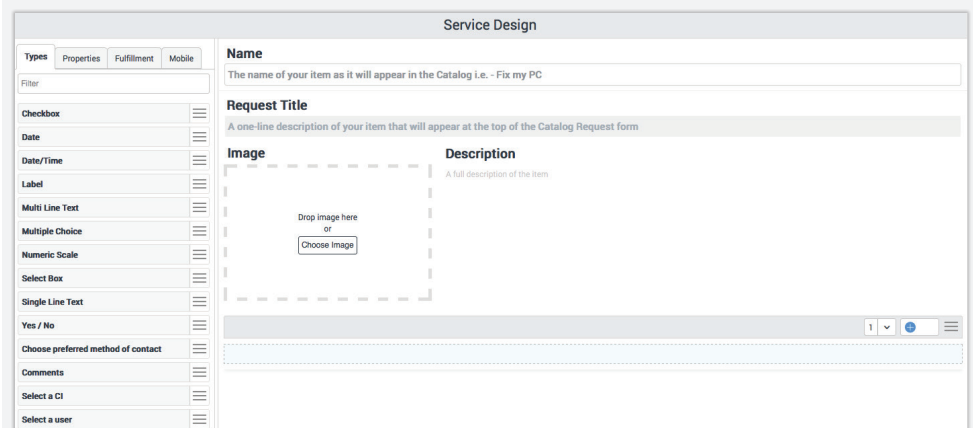 Service Design
Types Properties Fulfillment Mobile
Filter
Checkbox
Date
Date/Time
Label
Multi Line Text
Multiple Choice
Numeric Scale
Select Box
Single Line Text
Yes / No
Choose preferred method of contact
Comments
Select a CI
Select a user
Name
The name of your item as it will appear in the Catalog i.e. - Fix my PC
Request Title
A one-line description of your item that will appear at the top of the Catalog Request form
Image
Drop image here
or
Choose Image
Description
A full description of the item
1